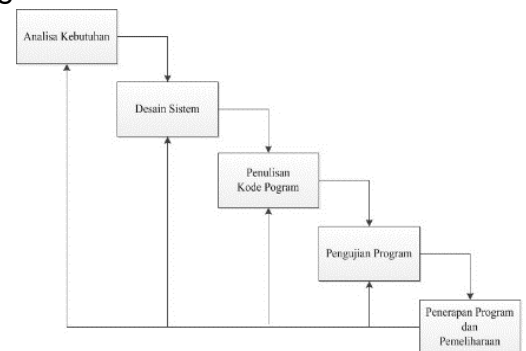 Analisa Kebutuhan
Desain Sistem
Penulisan
Kode Pogram
Pengujian Program
Penerapan Program
dan
Pemeliharaan